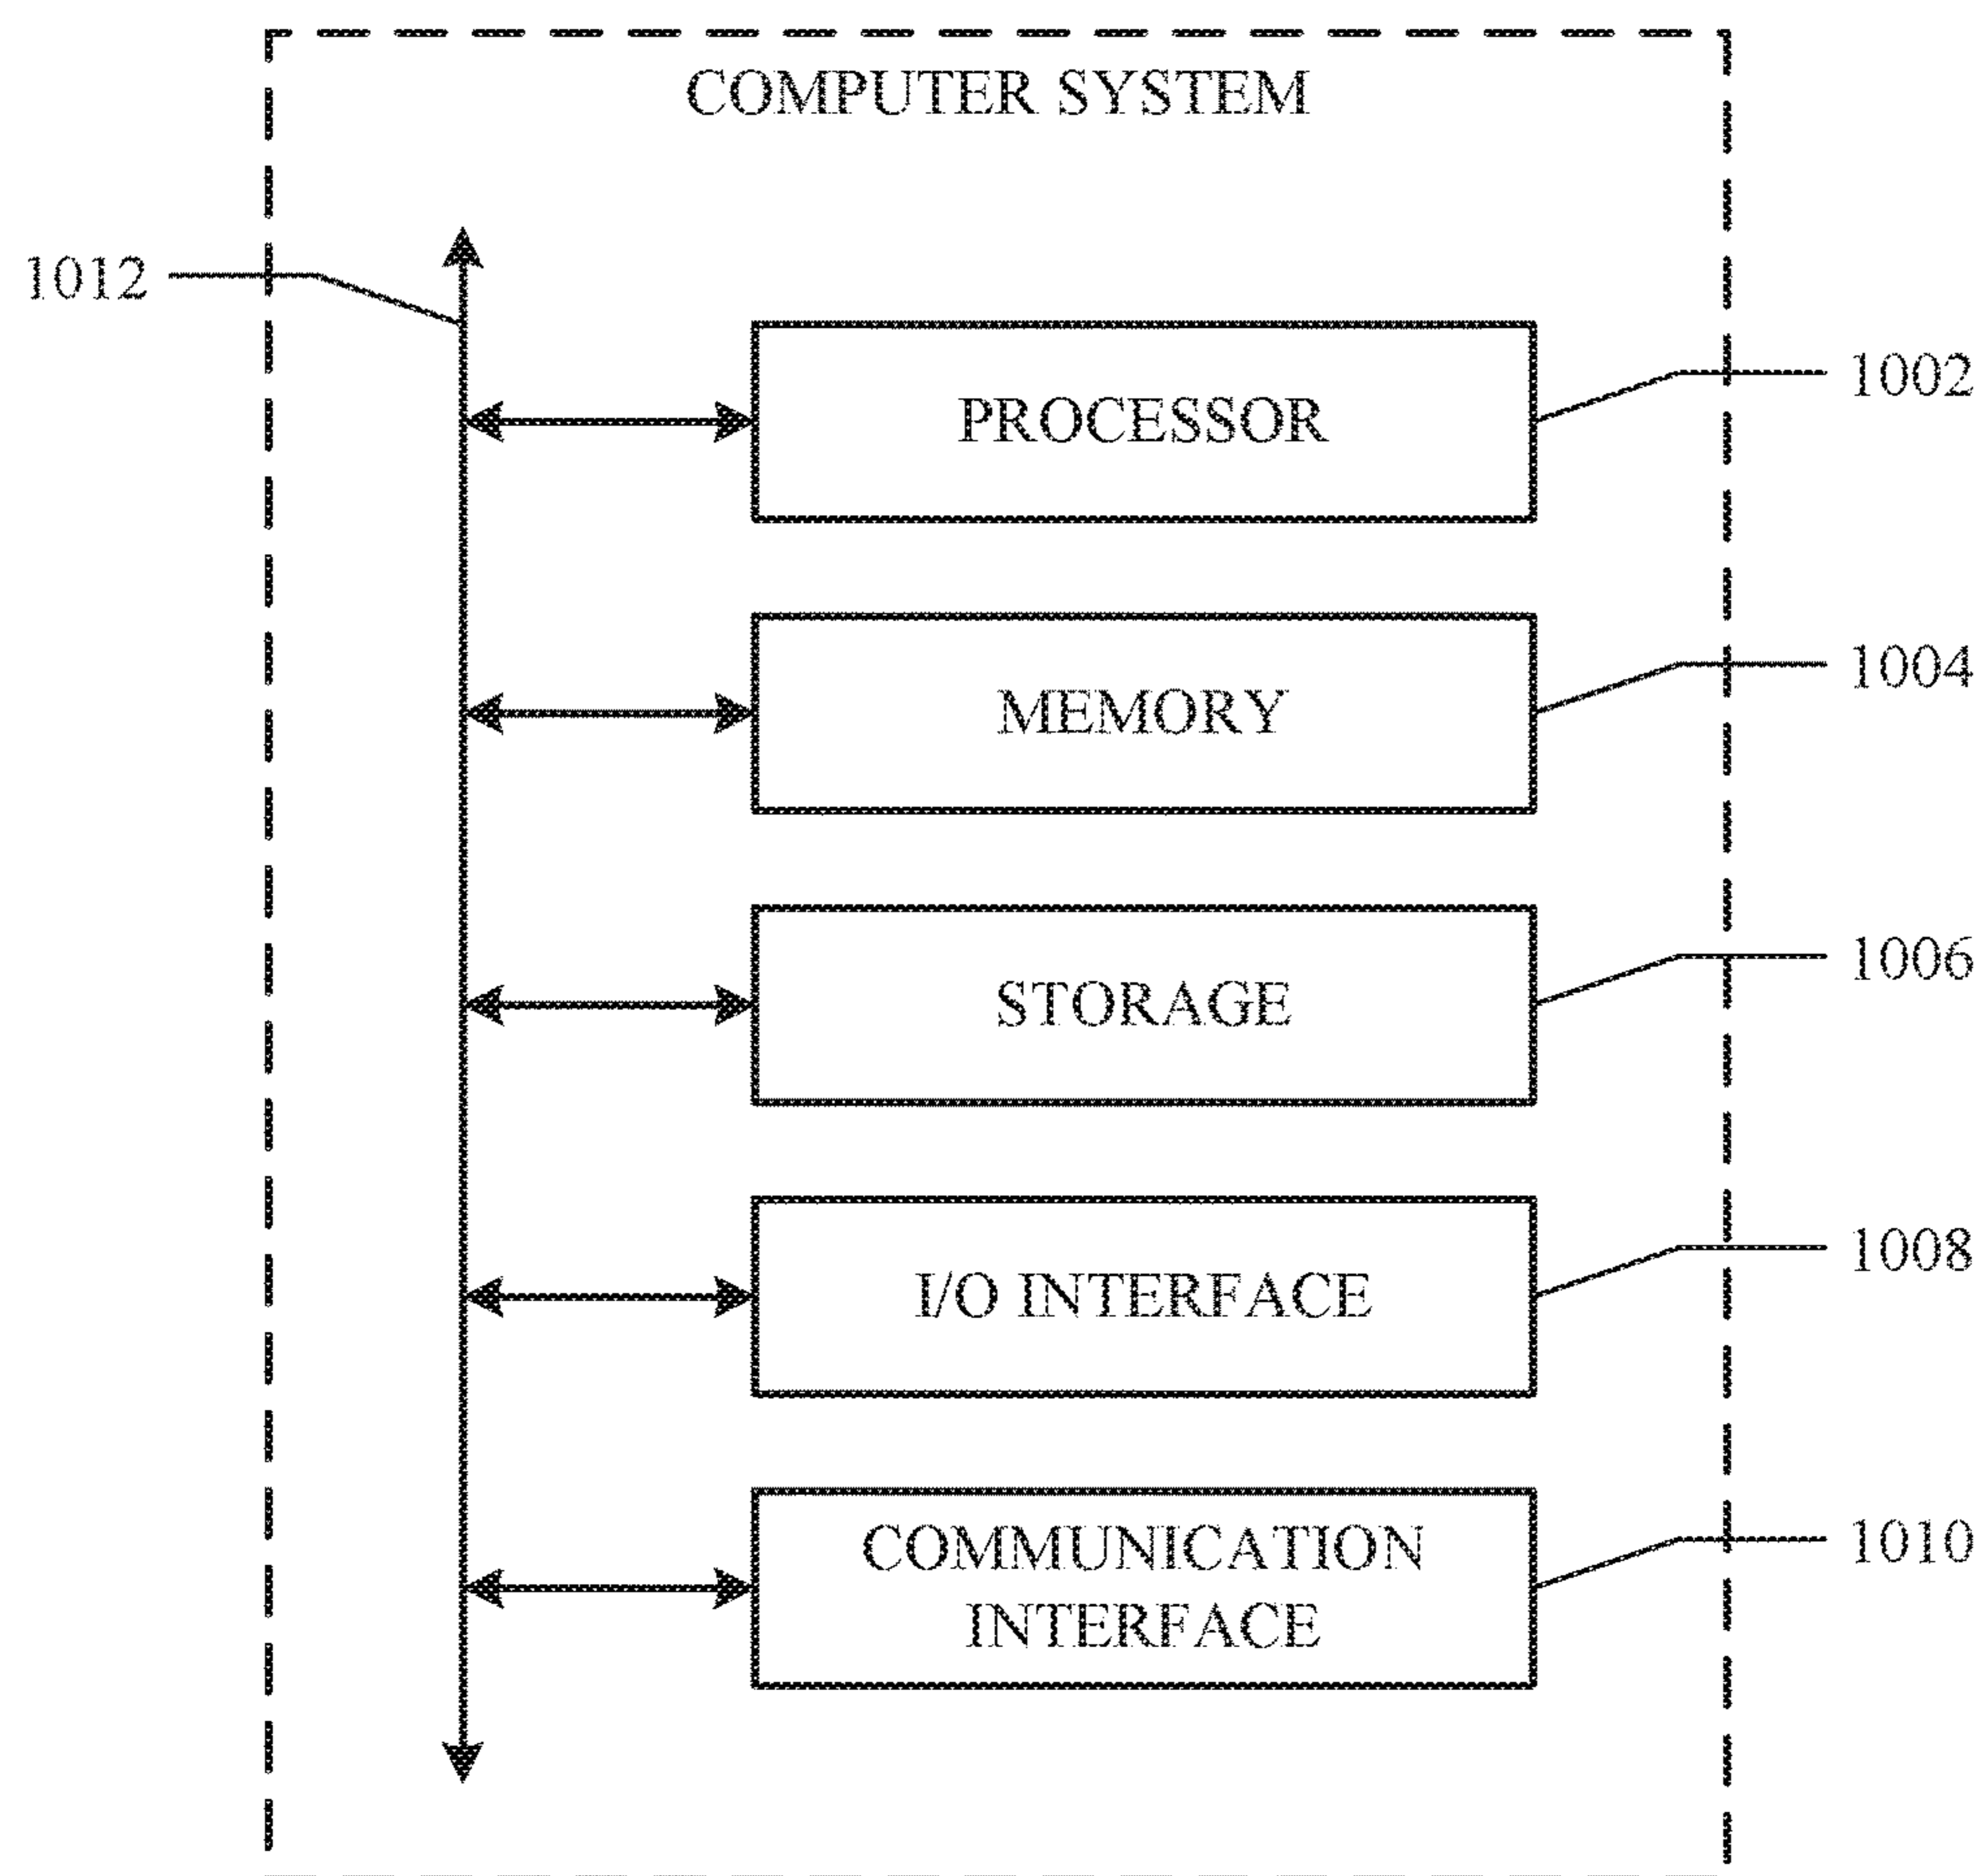 COMPUTER SYSTEM
1012
1002
PROCESSOR
1004
MEMORY
1006
STORAGE
1008
I/O INTERFACE
1010
COMMUNICATION
INTERFACE